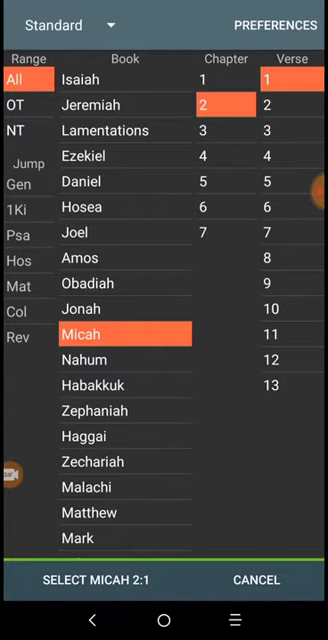 Standard PREFERENCES
Range Book Chapter Verse
All Isaiah 1 1
OT Jeremiah 2 2
NT Lamentations 3 3
Jump Ezekiel 4 4
Gen Daniel 5 5
1Ki Hosea 6 6
Psa Joel 7 7
Hos Amos 8
Mat Obadiah 9
Col Jonah 10
Rev Micah 11
Nahum 12
Habakkuk 13
Zephaniah
Haggai
Zechariah
Malachi
Matthew
Mark
SELECT MICAH 2:1 CANCEL